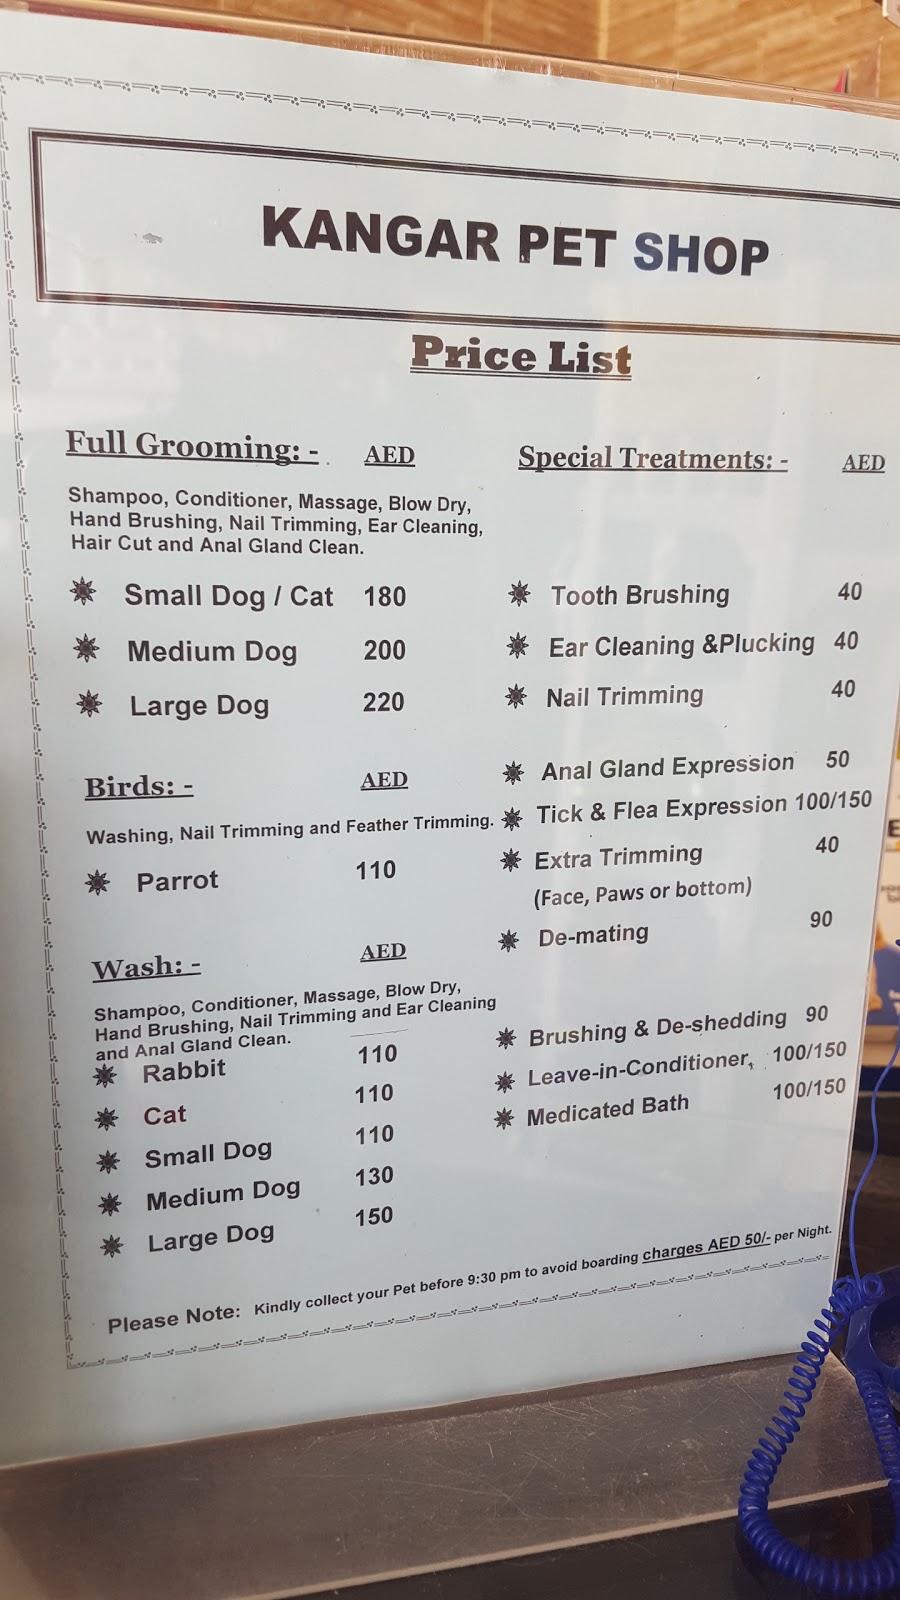 KANGAR PET SHOP
Price List
Full Grooming: - AED
Shampoo, Conditioner, Massage, Blow Dry,
Hand Brushing, Nail Trimming, Ear Cleaning,
Hair Cut and Anal Gland Clean.
Small Dog / Cat 180
Medium Dog 200
Large Dog 220
Birds: - AED
Washing, Nail Trimming and Feather Trimming.
Parrot 110
Wash: - AED
Shampoo, Conditioner, Massage, Blow Dry,
Hand Brushing, Nail Trimming and Ear Cleaning
and Anal Gland Clean.
Rabbit 110
Cat 110
Small Dog 110
Medium Dog 130
Large Dog 150
Special Treatments: - AED
Tooth Brushing 40
Ear Cleaning &Plucking 40
Nail Trimming 40
Anal Gland Expression 50
Tick & Flea Expression 100/150
Extra Trimming 40
(Face, Paws or bottom)
De-mating 90
Brushing & De-shedding 90
Leave-in-Conditioner, 100/150
Medicated Bath 100/150
Please Note: Kindly collect your Pet before 9:30 pm to avoid boarding charges AED 50/- per Night.